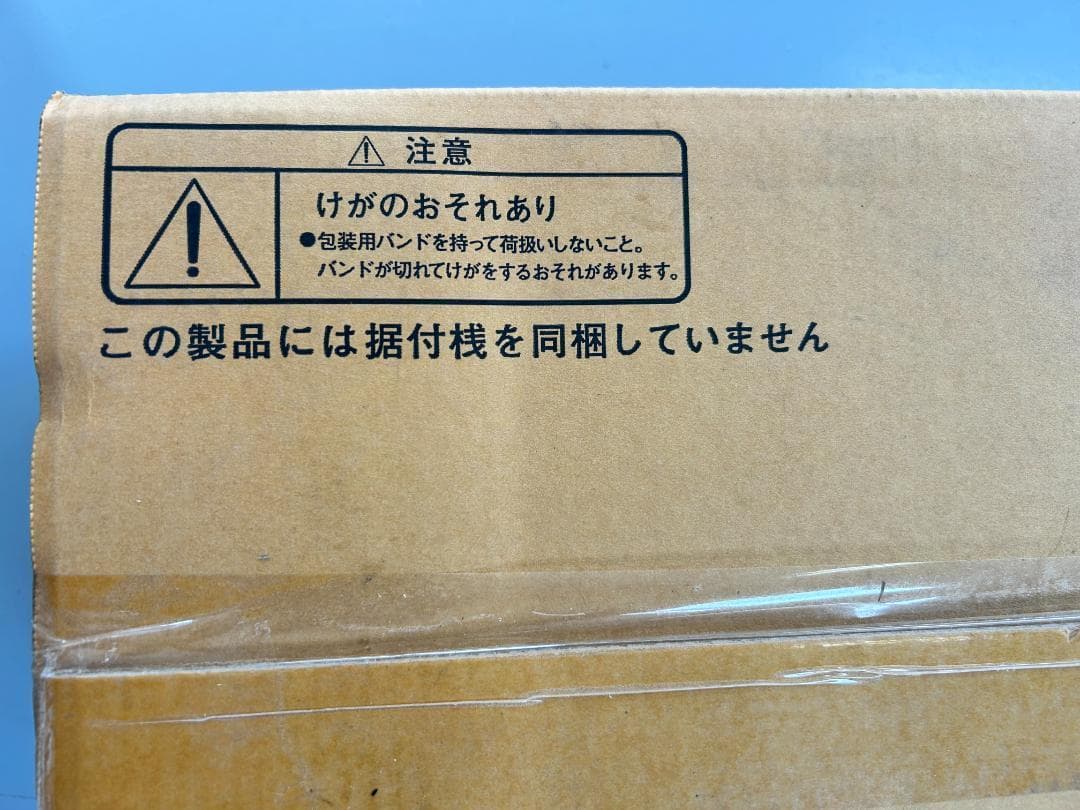 注意
けがのおそれあり
●包装用バンドを持って荷扱いしないこと。
バンドが切れてけがをするおそれがあります。
この製品には据付桟を同梱していません